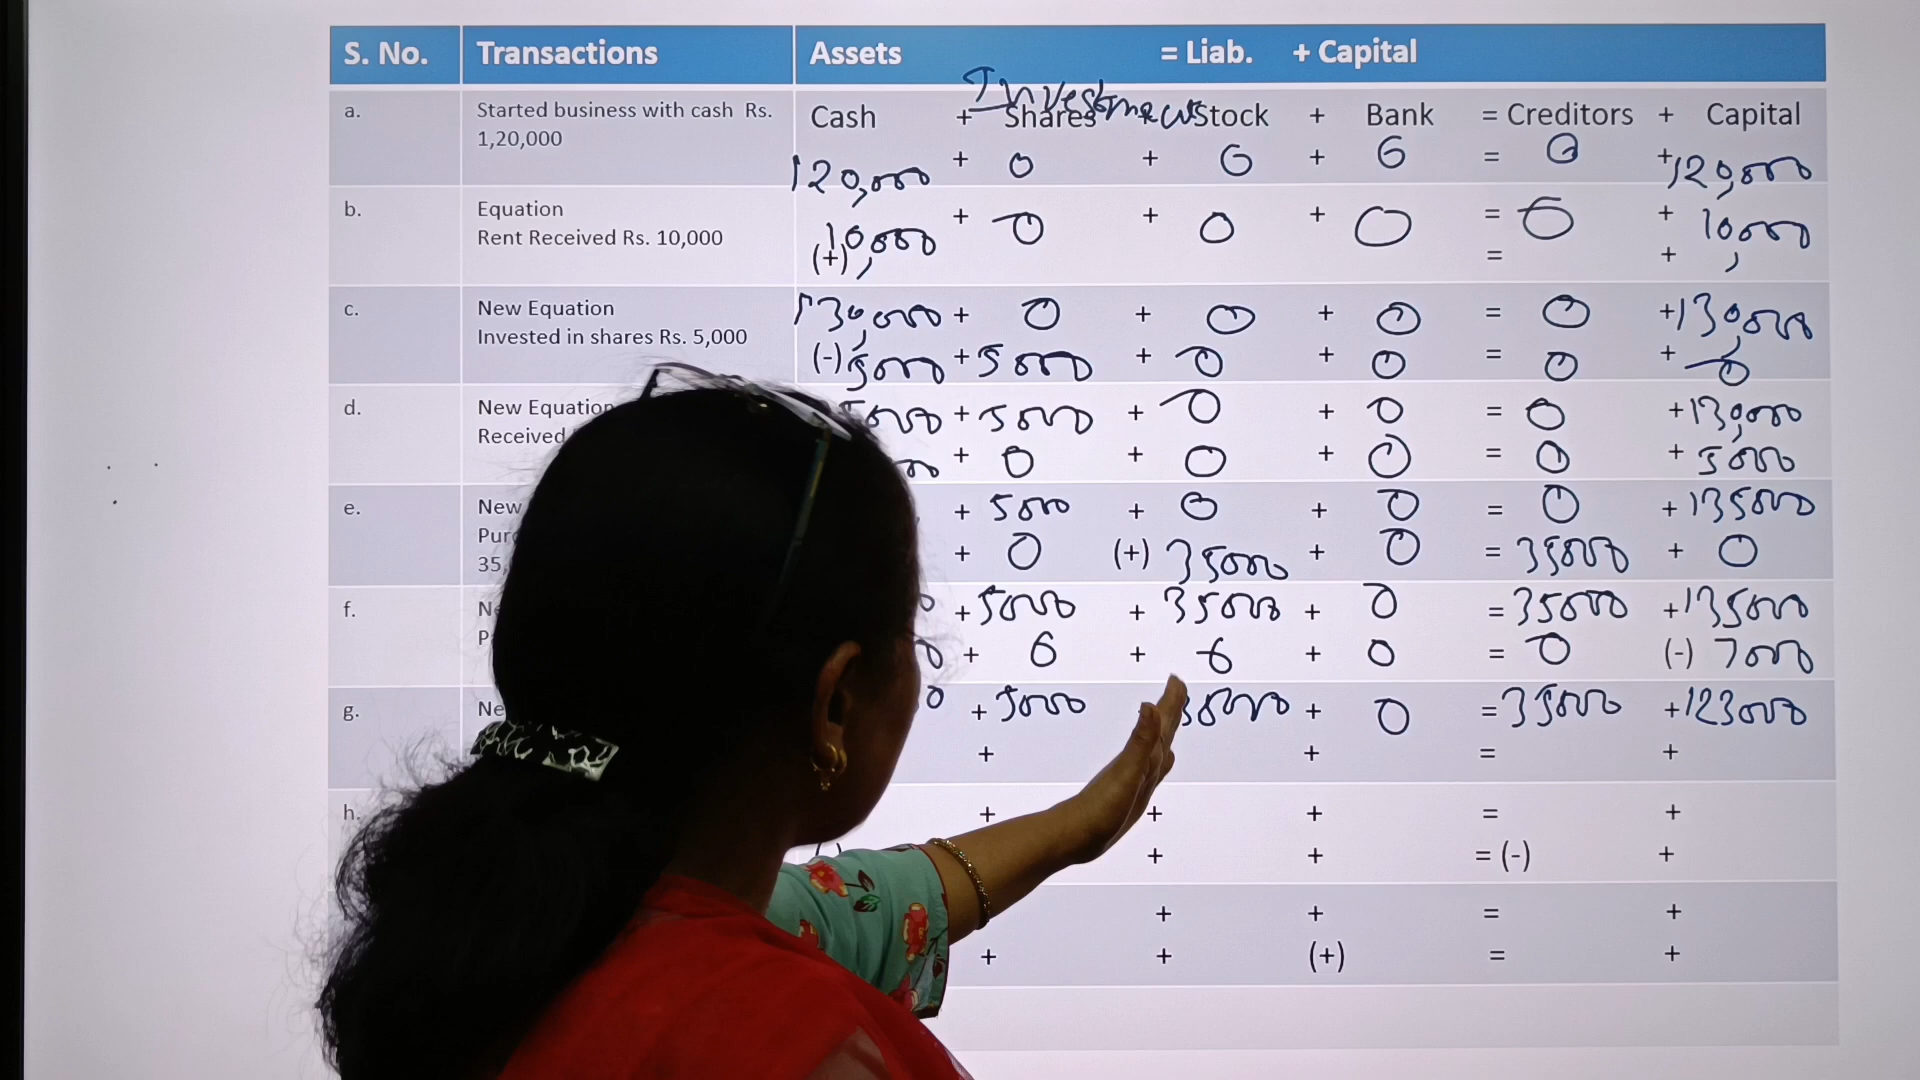 S. No. Transactions Assets = Liab. + Capital
Investment
a. Started business with cash Rs. 1,20,000 Cash + Shares + Stock + Bank = Creditors + Capital
120,000 + 0 + 0 + 0 = 0 + 120,000
b. Equation + 0 + 0 + 0 = 0 + 10,000
Rent Received Rs. 10,000 (+) 10,000 = +
c. New Equation 130,000 + 0 + 0 + 0 = 0 + 130,000
Invested in shares Rs. 5,000 (-) 5000 + 5000 + 0 + 0 = 0 + 0
d. New Equation + 5000 + 0 + 0 = 0 + 130,000
Received + 0 + 0 + 0 = 0 + 5000
e. New + 5000 + 0 + 0 = 0 + 135000
+ 0 (+) 35000 + 0 = 35000 + 0
35,
f. + 5000 + 35000 + 0 = 35000 + 135000
+ 0 + 0 + 0 = 0 (-) 7000
g. + 5000 + 0 = 35000 + 123000
+ + = +
h. + + + = +
+ + = (-) +
+ + = +
+ + (+) = +